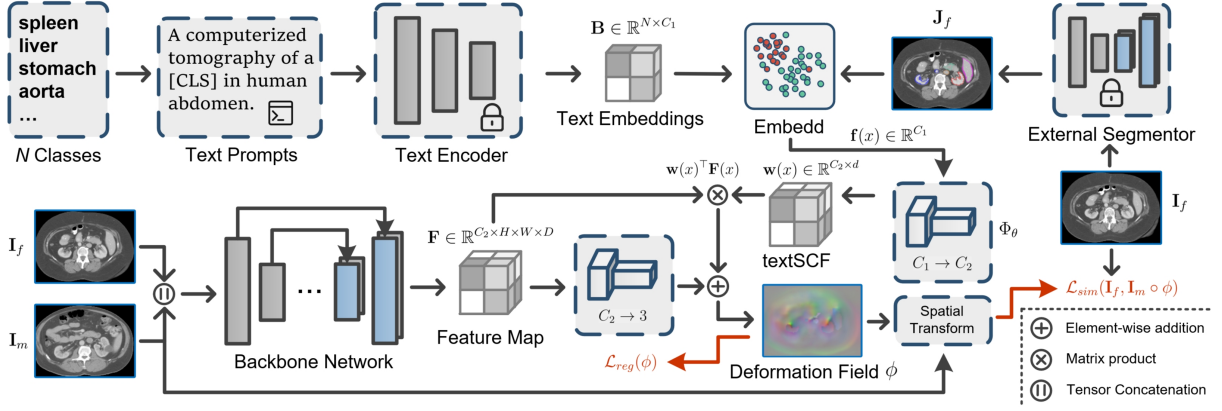 spleen
liver
stomach
aorta
...
N Classes
A computerized
tomography of a
[CLS] in human
abdomen.
Text Prompts
Text Encoder
B ∈ ℝ^{N×C_1}
Text Embeddings
Embedd
J_f
External Segmentor
f(x) ∈ ℝ^{C_1}
w(x)^⊤F(x)
w(x) ∈ ℝ^{C_2×d}
textSCF
C_1 → C_2
Φ_θ
I_f
I_f
I_m
...
Backbone Network
F ∈ ℝ^{C_2×H×W×D}
Feature Map
C_2 → 3
L_{reg}(φ)
Deformation Field φ
Spatial
Transform
L_{sim}(I_f, I_m ∘ φ)
Element-wise addition
Matrix product
Tensor Concatenation